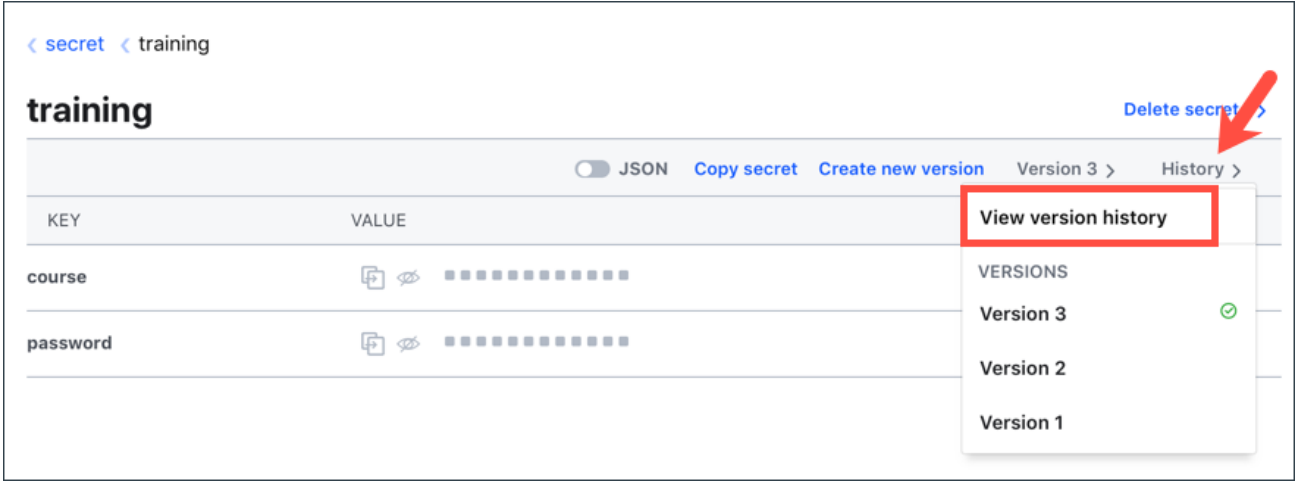 secret training
training
Delete secret
JSON Copy secret Create new version Version 3 History
KEY VALUE
View version history
VERSIONS
course
Version 3
password
Version 2
Version 1